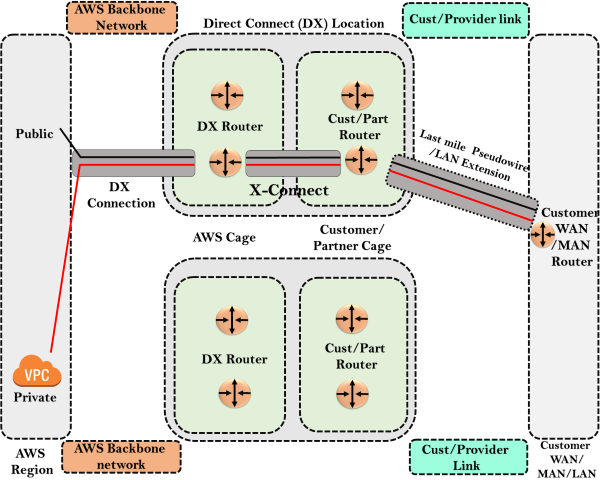 AWS Backbone
Network
Direct Connect (DX) Location
Cust/Provider link
Public
DX Router
Cust/Part
Router
Last mile Pseudowire
/LAN Extension
DX
Connection
X-Connect
Customer
WAN
/MAN
Router
AWS Cage
Customer/
Partner Cage
DX Router
Cust/Part
Router
VPC
Private
AWS
Region
AWS Backbone
network
Cust/Provider
Link
Customer
WAN/
MAN/LAN